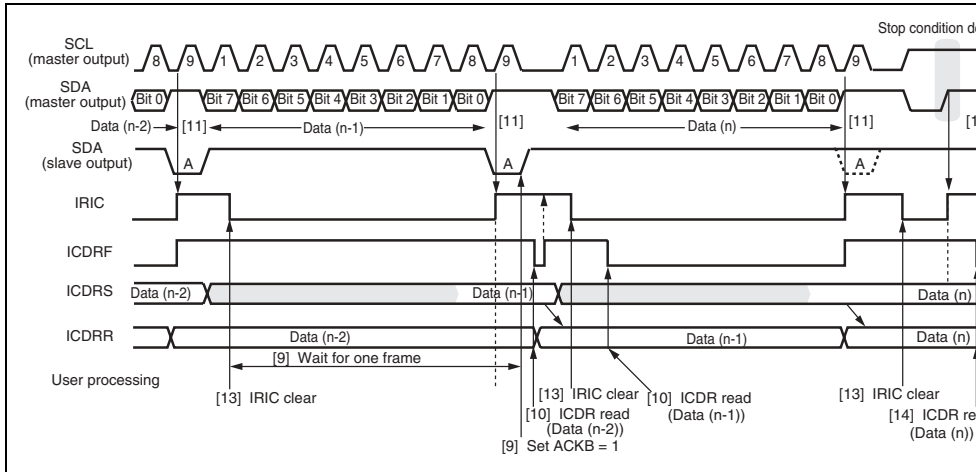 Stop condition de
SCL
(master output)
8 9 1 2 3 4 5 6 7 8 9 1 2 3 4 5 6 7 8 9
SDA
(master output)
Bit 0 Bit 7 Bit 6 Bit 5 Bit 4 Bit 3 Bit 2 Bit 1 Bit 0 Bit 7 Bit 6 Bit 5 Bit 4 Bit 3 Bit 2 Bit 1 Bit 0
Data (n-2) [11] Data (n-1) [11] Data (n) [11] [1
SDA
(slave output)
A A A
IRIC
ICDRF
ICDRS
Data (n-2) Data (n-1) Data (n)
ICDRR
Data (n-2) Data (n-1) Data (n)
[9] Wait for one frame
User processing
[13] IRIC clear [13] IRIC clear [10] ICDR read [13] IRIC clear
(Data (n-1))
[10] ICDR read
(Data (n-2))
[14] ICDR re
(Data (n))
[9] Set ACKB = 1